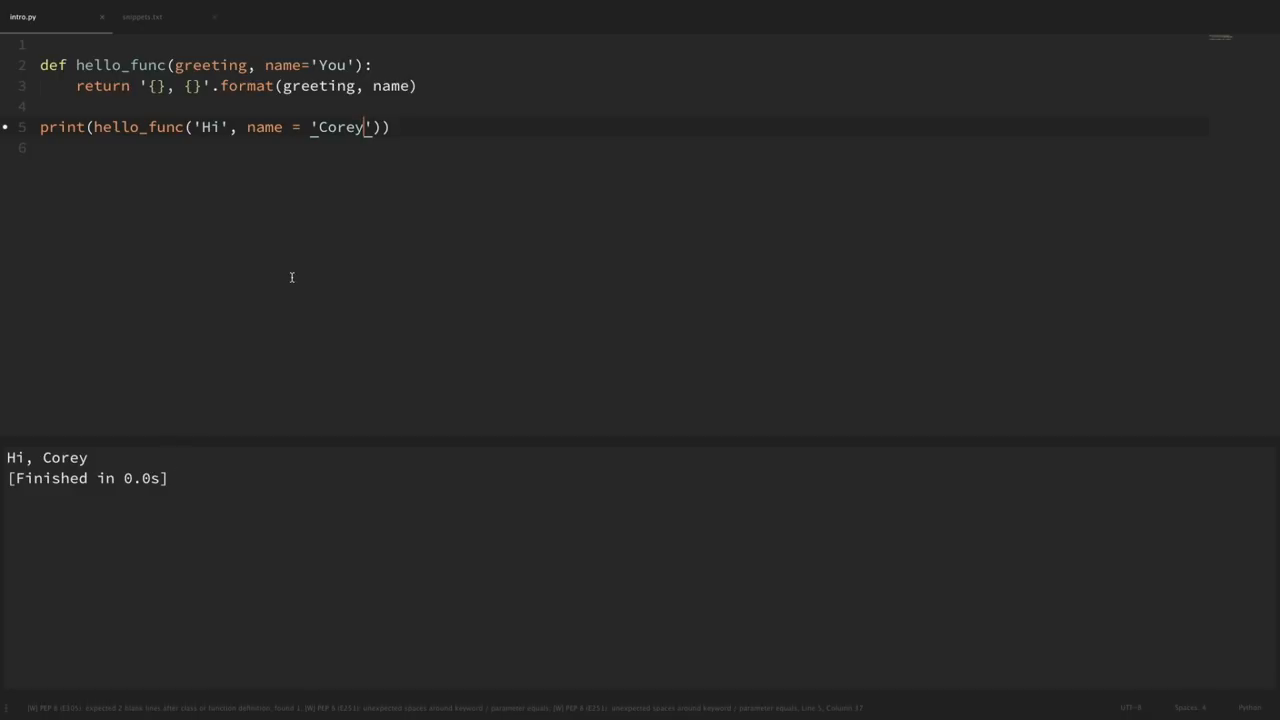 intro.py × snippets.txt ×
1
2 def hello_func(greeting, name='You'):
3     return '{}, {}'.format(greeting, name)
4
5 print(hello_func('Hi', name = 'Corey'))
6
Hi, Corey
[Finished in 0.0s]
[W] PEP 8 (E305): Expected 2 blank lines after class or function definition, found 1, [W] PEP 8 (E251): unexpected spaces around keyword / parameter equals, [W] PEP 8 (E251): unexpected spaces around keyword / parameter equals, Line 5, Column 37 UTF-8 Spaces: 4 Python